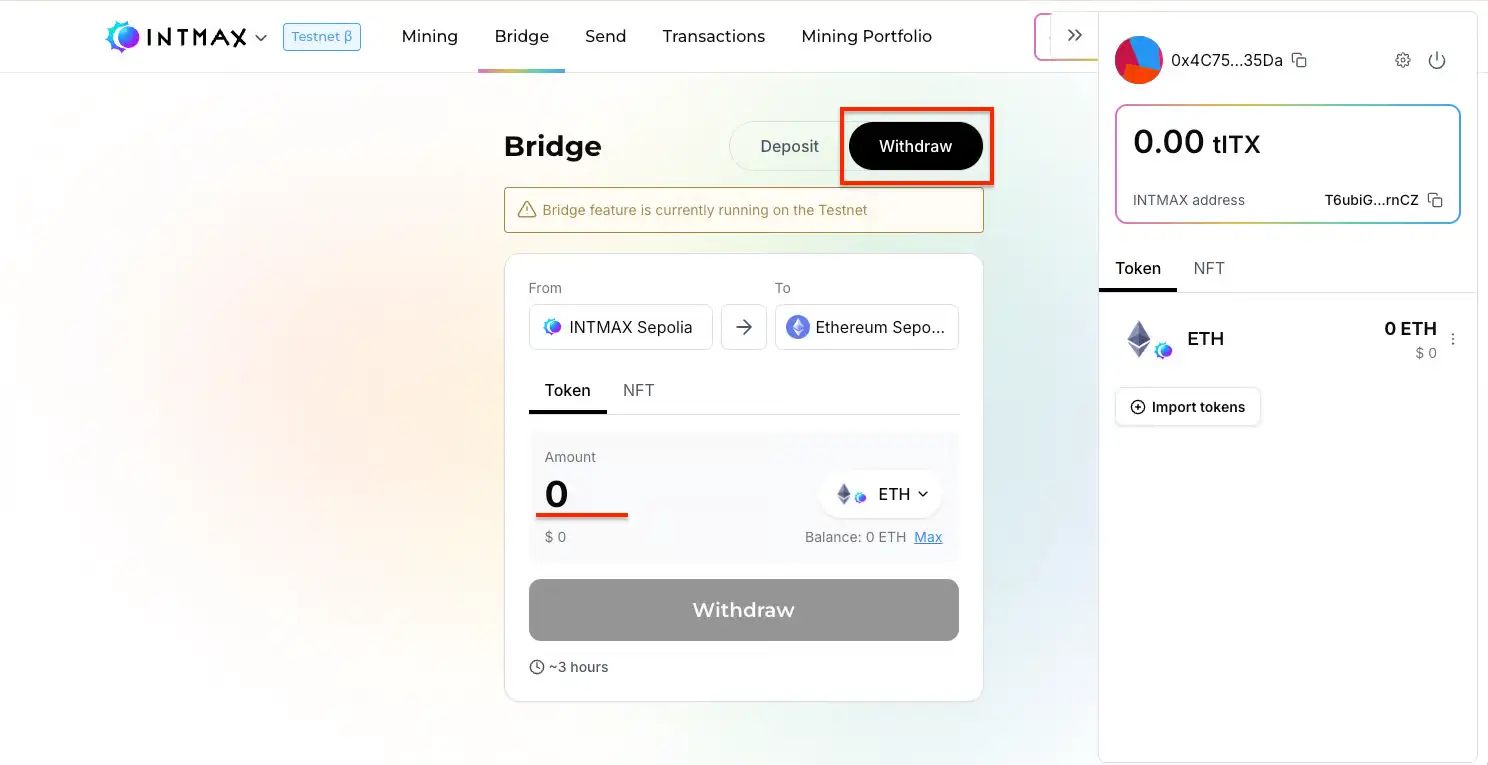 INTMAX Testnet β Mining Bridge Send Transactions Mining Portfolio
Bridge Deposit Withdraw
Bridge feature is currently running on the Testnet
From To
INTMAX Sepolia Ethereum Sepo...
Token NFT
Amount
0 ETH
$ 0 Balance: 0 ETH Max
Withdraw
~3 hours
0x4C75...35Da
0.00 tITX
INTMAX address T6ubiG...rnCZ
Token NFT
ETH 0 ETH
$ 0
Import tokens